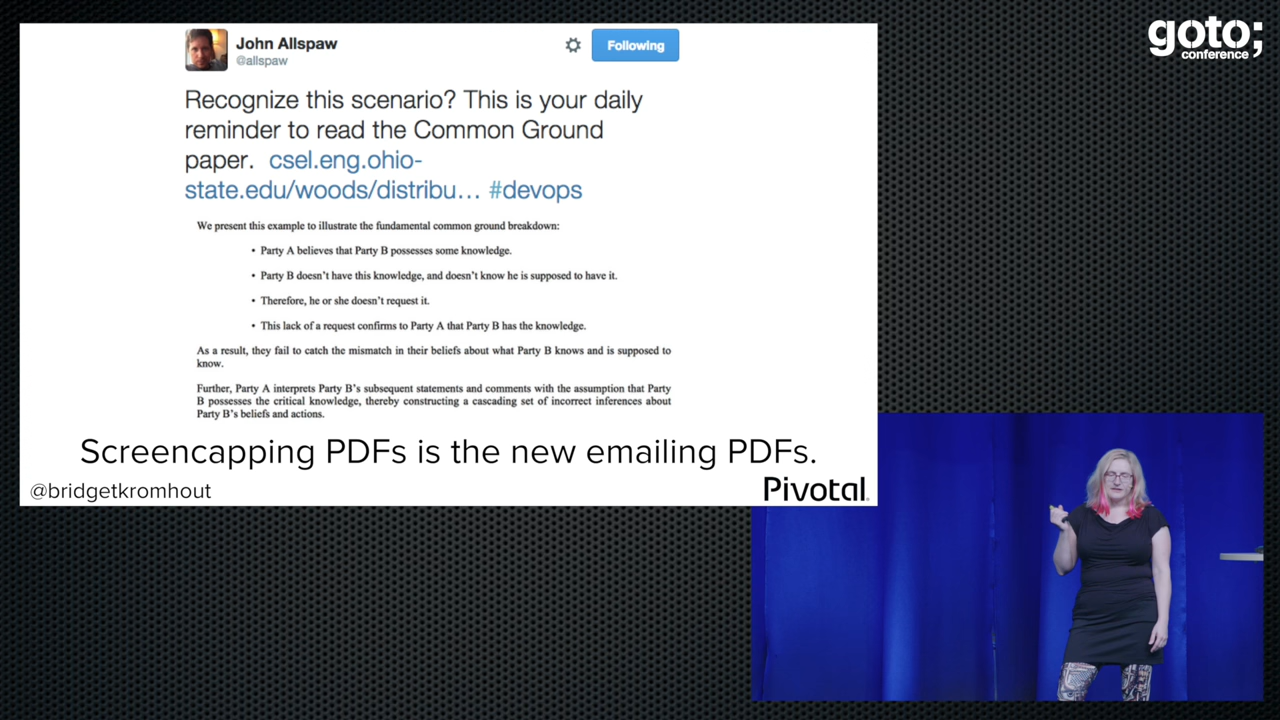 John Allspaw
@allspaw
Following
Recognize this scenario? This is your daily
reminder to read the Common Ground
paper. csel.eng.ohio-
state.edu/woods/distribu… #devops
We present this example to illustrate the fundamental common ground breakdown:
• Party A believes that Party B possesses some knowledge.
• Party B doesn't have this knowledge, and doesn't know he is supposed to have it.
• Therefore, he or she doesn't request it.
• This lack of a request confirms to Party A that Party B has the knowledge.
As a result, they fail to catch the mismatch in their beliefs about what Party B knows and is supposed to
know.
Further, Party A interprets Party B's subsequent statements and comments with the assumption that Party
B possesses the critical knowledge, thereby constructing a cascading set of incorrect inferences about
Party B's beliefs and actions.
Screencapping PDFs is the new emailing PDFs.
@bridgetkromhout
Pivotal
goto;
conference